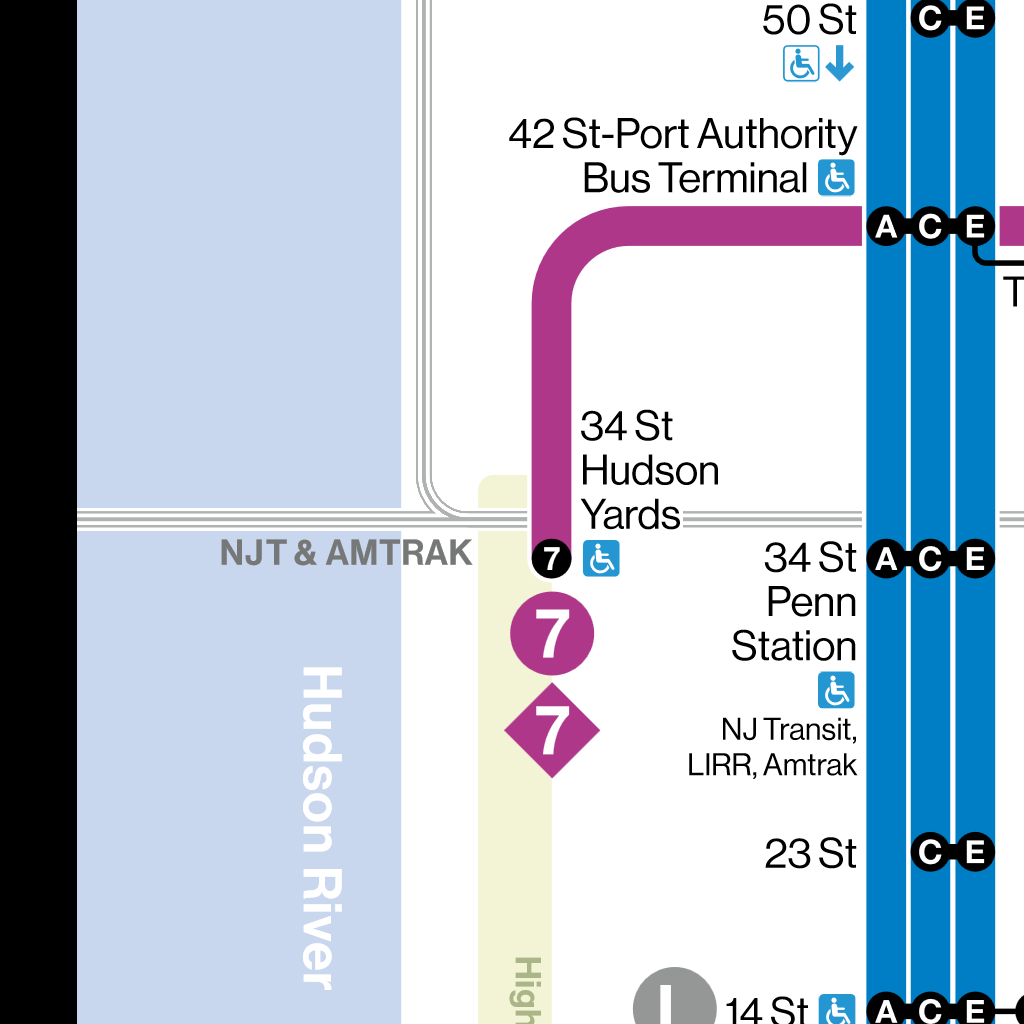 50 St
C E
42 St-Port Authority
Bus Terminal
A C E
T
34 St
Hudson
Yards
NJT & AMTRAK
7
34 St
Penn
Station
A C E
7
7
NJ Transit,
LIRR, Amtrak
Hudson River
23 St
C E
High
L
14 St
A C E